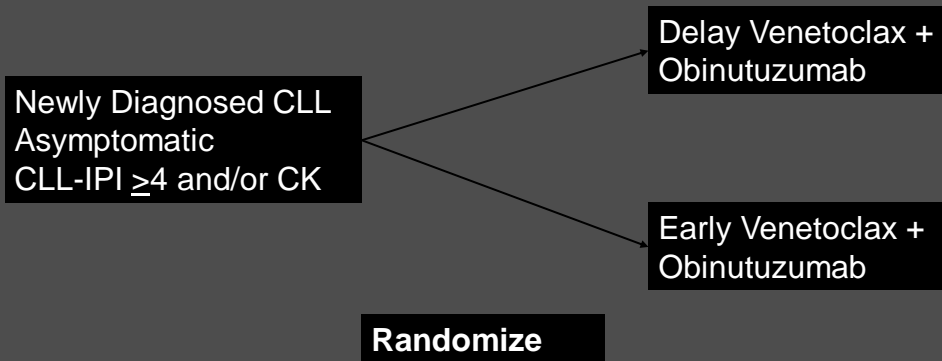 Delay Venetoclax +
Obinutuzumab
Newly Diagnosed CLL
Asymptomatic
CLL-IPI ≥4 and/or CK
Early Venetoclax +
Obinutuzumab
Randomize